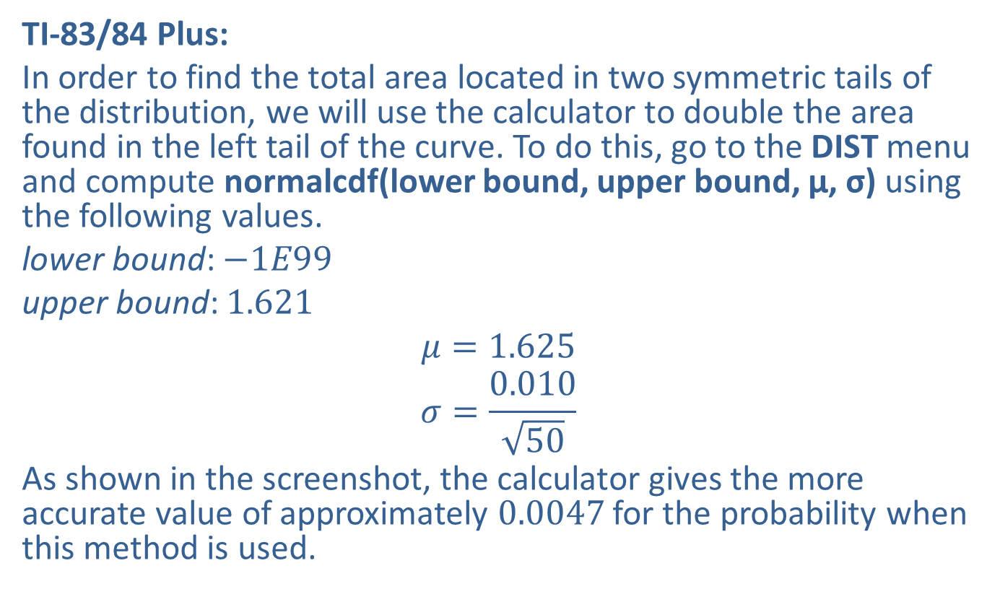 TI-83/84 Plus:
In order to find the total area located in two symmetric tails of
the distribution, we will use the calculator to double the area
found in the left tail of the curve. To do this, go to the DIST menu
and compute normalcdf(lower bound, upper bound, μ, σ) using
the following values.
lower bound: −1E99
upper bound: 1.621
μ = 1.625
σ = 0.010/√50
As shown in the screenshot, the calculator gives the more
accurate value of approximately 0.0047 for the probability when
this method is used.